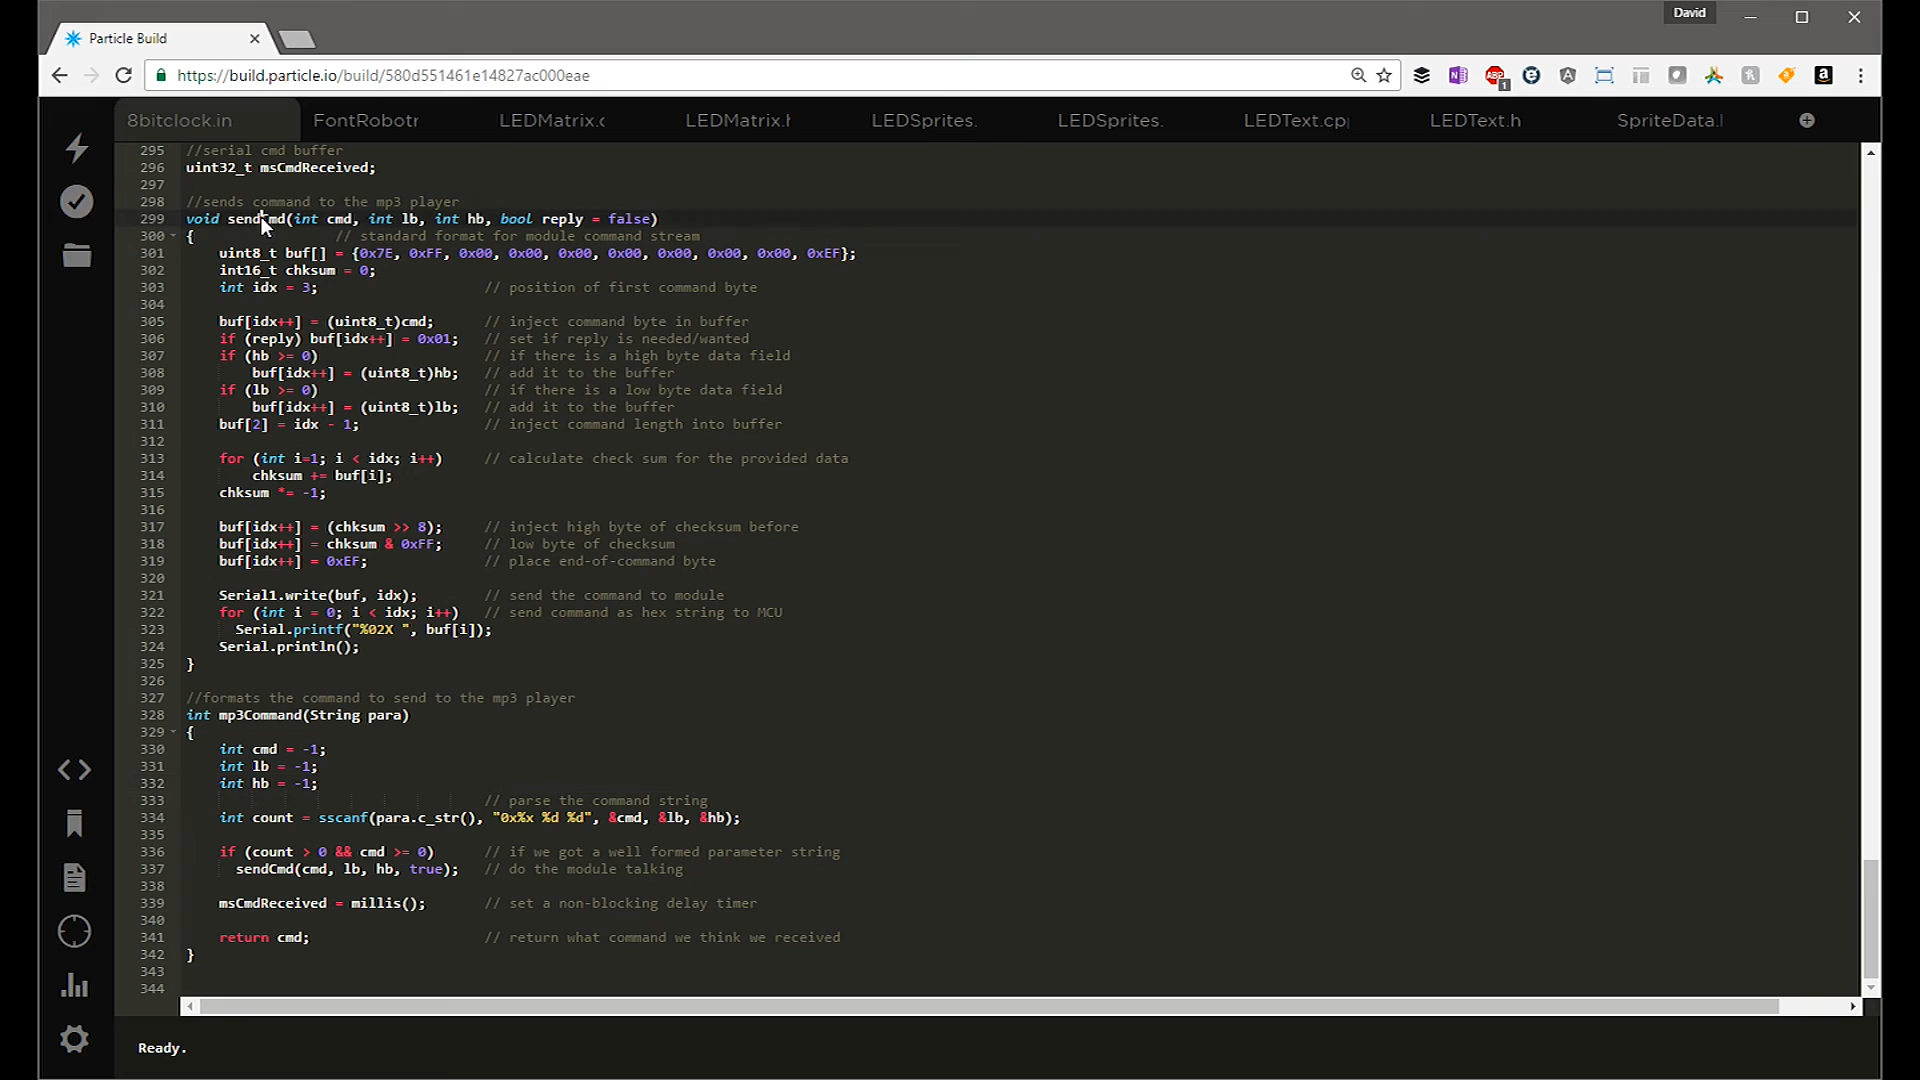 David
Particle Build
https://build.particle.io/build/580d551461e14827ac000eae
ABP
1
8bitclock.in FontRobotr LEDMatrix.c LEDMatrix.h LEDSprites. LEDSprites. LEDText.cp LEDText.h SpriteData.l
295 //serial cmd buffer
296 uint32_t msCmdReceived;
297
298 //sends command to the mp3 player
299 void sendCmd(int cmd, int lb, int hb, bool reply = false)
300 { // standard format for module command stream
301 uint8_t buf[] = {0x7E, 0xFF, 0x00, 0x00, 0x00, 0x00, 0x00, 0x00, 0x00, 0xEF};
302 int16_t chksum = 0;
303 int idx = 3; // position of first command byte
304
305 buf[idx++] = (uint8_t)cmd; // inject command byte in buffer
306 if (reply) buf[idx++] = 0x01; // set if reply is needed/wanted
307 if (hb >= 0) // if there is a high byte data field
308 buf[idx++] = (uint8_t)hb; // add it to the buffer
309 if (lb >= 0) // if there is a low byte data field
310 buf[idx++] = (uint8_t)lb; // add it to the buffer
311 buf[2] = idx - 1; // inject command length into buffer
312
313 for (int i=1; i < idx; i++) // calculate check sum for the provided data
314 chksum += buf[i];
315 chksum *= -1;
316
317 buf[idx++] = (chksum >> 8); // inject high byte of checksum before
318 buf[idx++] = chksum & 0xFF; // low byte of checksum
319 buf[idx++] = 0xEF; // place end-of-command byte
320
321 Serial1.write(buf, idx); // send the command to module
322 for (int i = 0; i < idx; i++) // send command as hex string to MCU
323 Serial.printf("%02X ", buf[i]);
324 Serial.println();
325 }
326
327 //formats the command to send to the mp3 player
328 int mp3Command(String para)
329 {
330 int cmd = -1;
331 int lb = -1;
332 int hb = -1;
333 // parse the command string
334 int count = sscanf(para.c_str(), "0x%x %d %d", &cmd, &lb, &hb);
335
336 if (count > 0 && cmd >= 0) // if we got a well formed parameter string
337 sendCmd(cmd, lb, hb, true); // do the module talking
338
339 msCmdReceived = millis(); // set a non-blocking delay timer
340
341 return cmd; // return what command we think we received
342 }
343
344
Ready.